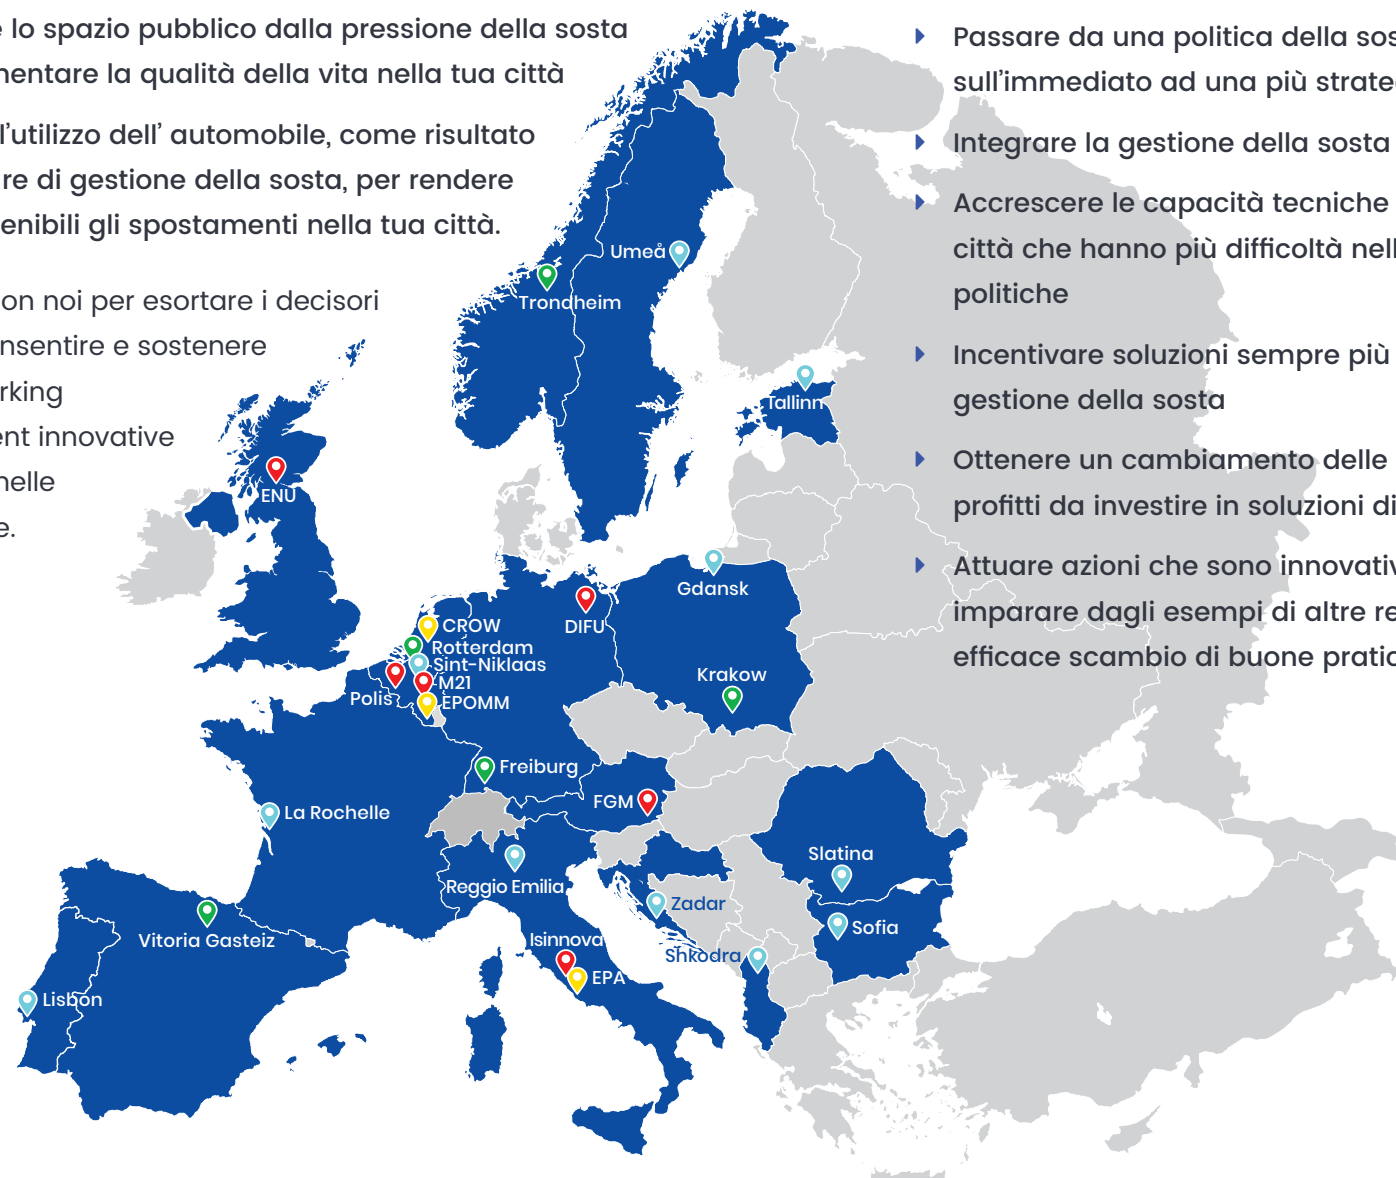 e lo spazio pubblico dalla pressione della sosta
mentare la qualità della vita nella tua città
l'utilizzo dell' automobile, come risultato
re di gestione della sosta, per rendere
enibili gli spostamenti nella tua città.
on noi per esortare i decisori
nsentire e sostenere
rking
ent innovative
nelle
e.
Passare da una politica della sos
sull'immediato ad una più strate
Integrare la gestione della sosta
Accrescere le capacità tecniche
città che hanno più difficoltà nell
politiche
Incentivare soluzioni sempre più
gestione della sosta
Ottenere un cambiamento delle
profitti da investire in soluzioni di
Attuare azioni che sono innovativ
imparare dagli esempi di altre re
efficace scambio di buone pratic
Umeå
Trondheim
Tallinn
ENU
Gdansk
CROW
DIFU
Rotterdam
Sint-Niklaas
M21
Polis
EPOMM
Krakow
Freiburg
FGM
La Rochelle
Slatina
Reggio Emilia
Zadar
Sofia
Vitoria Gasteiz
Isinnova
Shkodra
EPA
Lisbon